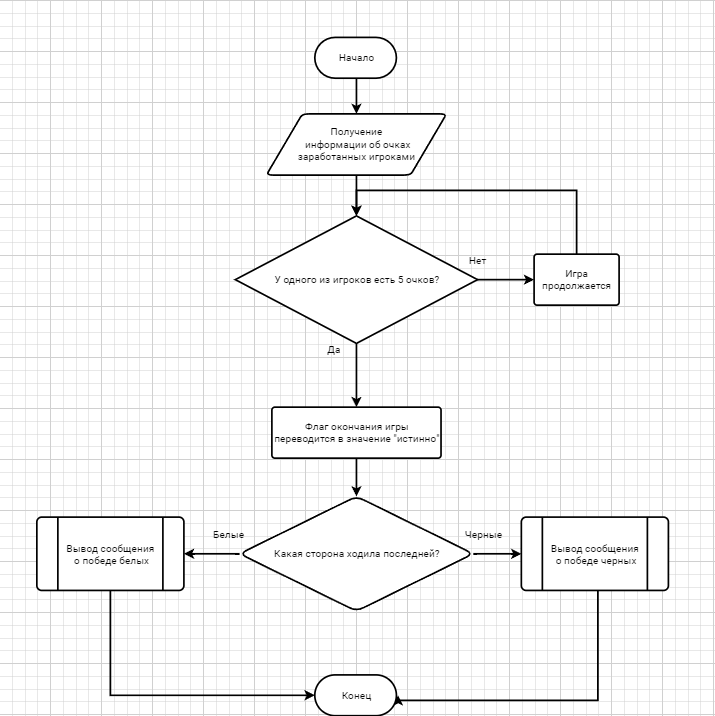 Начало
Получение
информации об очках
заработанных игроками
Нет
У одного из игроков есть 5 очков?
Игра
продолжается
Да
Флаг окончания игры
переводится в значение "истинно"
Белые
Черные
Вывод сообщения
о победе белых
Какая сторона ходила последней?
Вывод сообщения
о победе черных
Конец